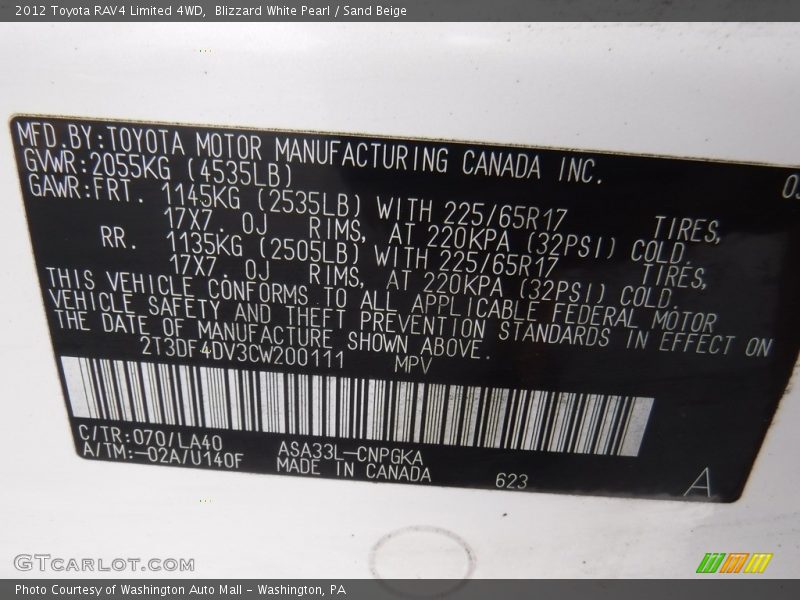 2012 Toyota RAV4 Limited 4WD,  Blizzard White Pearl / Sand Beige
MFD.BY:TOYOTA MOTOR MANUFACTURING CANADA INC.
GVWR:2055KG (4535LB)
GAWR:FRT. 1145KG (2535LB) WITH 225/65R17 TIRES,
17X7. OJ RIMS, AT 220KPA (32PSI) COLD.
RR. 1135KG (2505LB) WITH 225/65R17 TIRES,
17X7. OJ RIMS, AT 220KPA (32PSI) COLD.
THIS VEHICLE CONFORMS TO ALL APPLICABLE FEDERAL MOTOR
VEHICLE SAFETY AND THEFT PREVENTION STANDARDS IN EFFECT ON
THE DATE OF MANUFACTURE SHOWN ABOVE.
2T3DF4DV3CW200111 MPV
C/TR:070/LA40 ASA33L-CNPGKA
A/TM:-02A/U140F MADE IN CANADA 623 A
GTCARLOT.COM
Photo Courtesy of Washington Auto Mall - Washington, PA